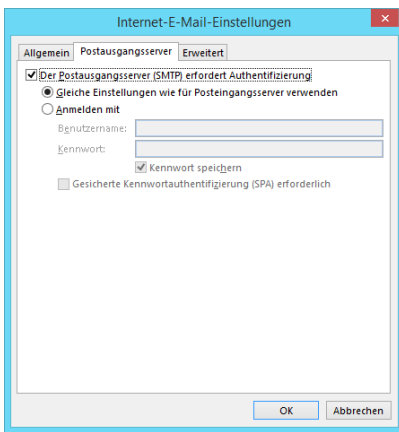 Internet-E-Mail-Einstellungen
Allgemein Postausgangsserver Erweitert
Der Postausgangsserver (SMTP) erfordert Authentifizierung
Gleiche Einstellungen wie für Posteingangsserver verwenden
Anmelden mit
Benutzername:
Kennwort:
Kennwort speichern
Gesicherte Kennwortauthentifizierung (SPA) erforderlich
OK Abbrechen